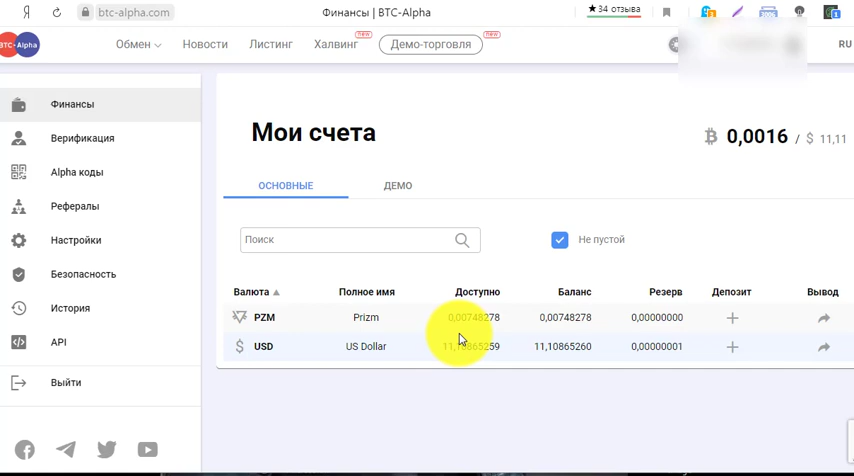 Я btc-alpha.com Финансы | BTC-Alpha ★34 отзыва
BTC-Alpha Обмен Новости Листинг Халвинг new Демо-торговля new RU
Финансы
Верификация
Alpha коды
Рефералы
Настройки
Безопасность
История
API
Выйти
Мои счета
0,0016 / $ 11,11
ОСНОВНЫЕ ДЕМО
Поиск Не пустой
Валюта Полное имя Доступно Баланс Резерв Депозит Вывод
PZM Prizm 0,00748278 0,00748278 0,00000000
$ USD US Dollar 11,10865259 11,10865260 0,00000001